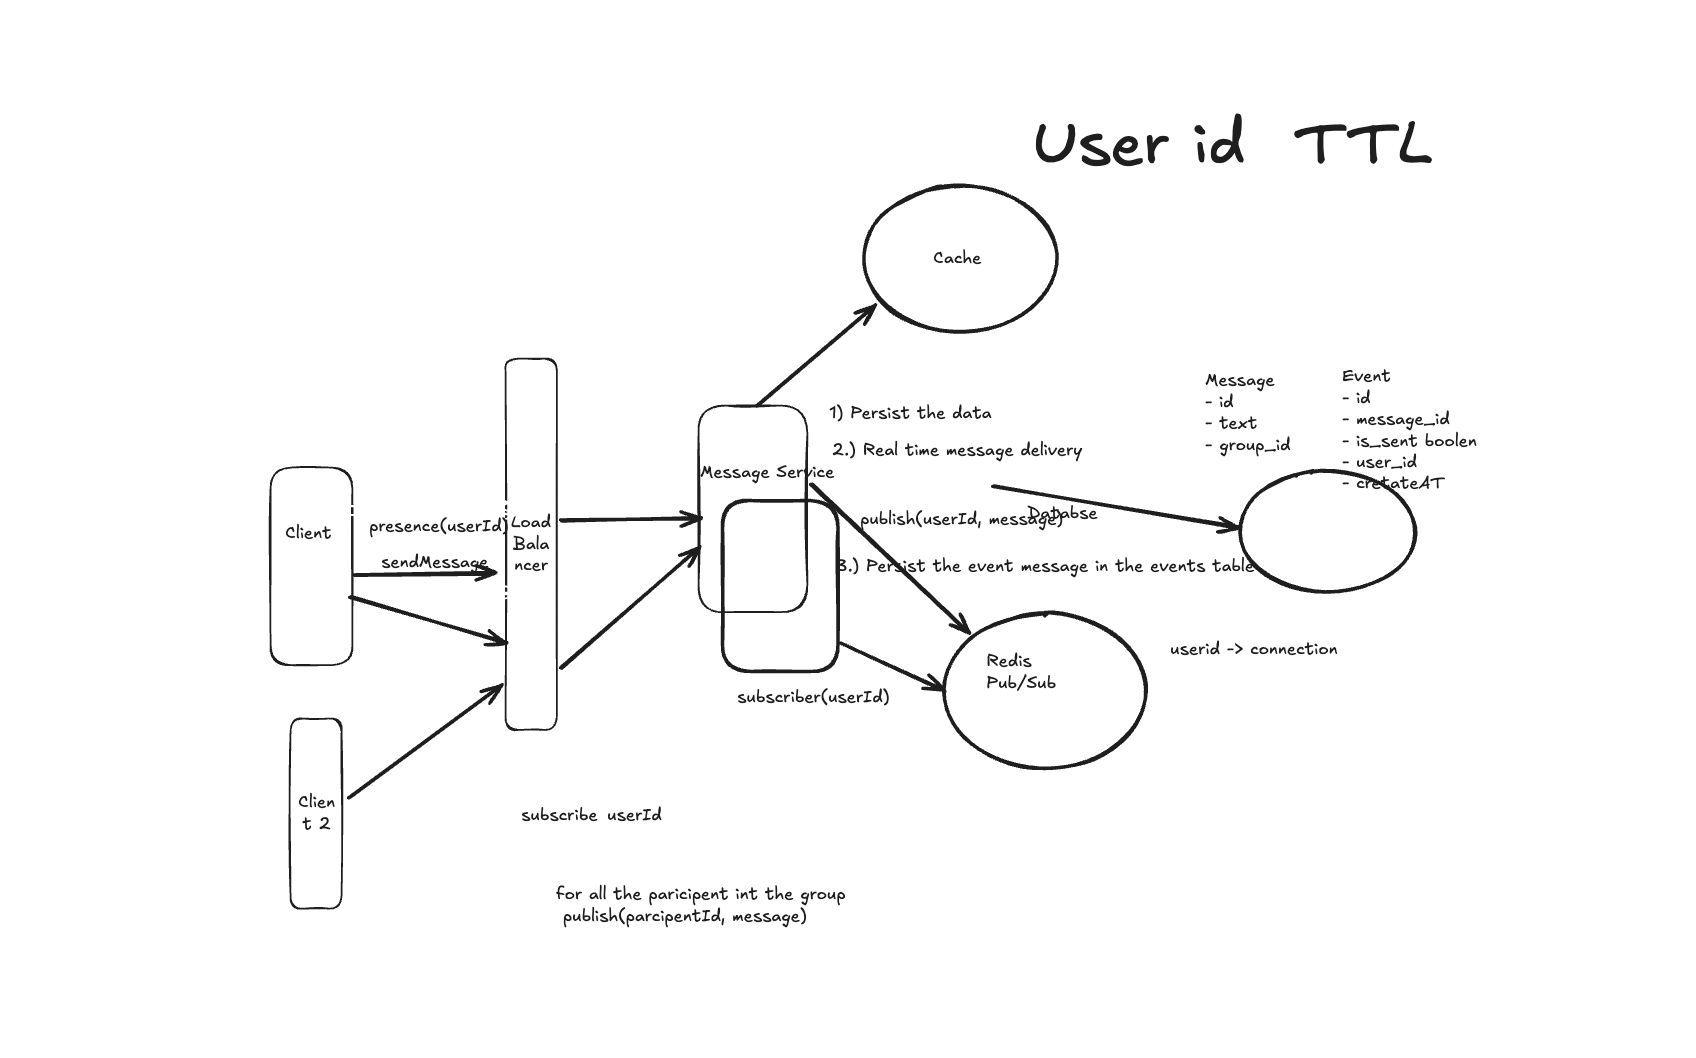 User id TTL
Cache
Message
- id
- text
- group_id
Event
- id
- message_id
- is_sent boolen
- user_id
- cretateAT
1) Persist the data
2.) Real time message delivery
Message Service
Client
presence(userId)
sendMessage
Load
Bala
ncer
publish(userId, message)
Databse
3.) Persist the event message in the events table
Redis
Pub/Sub
userid -> connection
subscriber(userId)
Clien
t 2
subscribe userId
for all the paricipent int the group
publish(parcipentId, message)